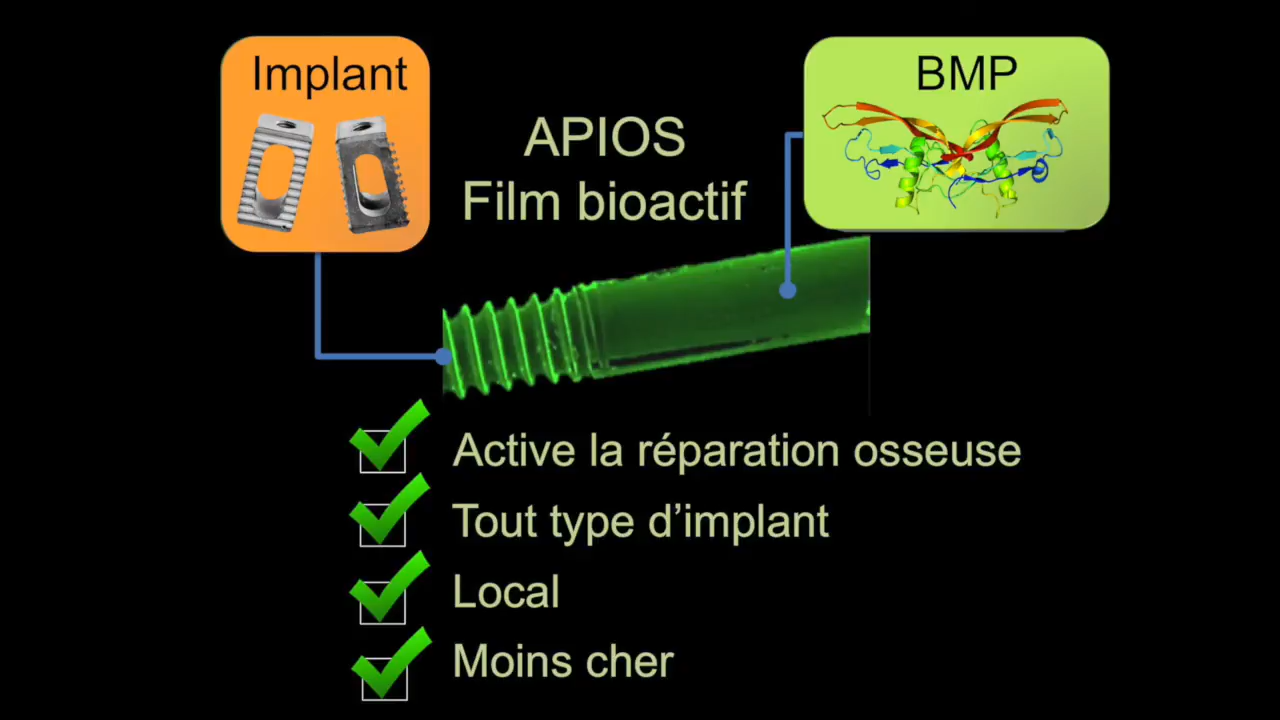 Implant
BMP
APIOS
Film bioactif
Active la réparation osseuse
Tout type d’implant
Local
Moins cher